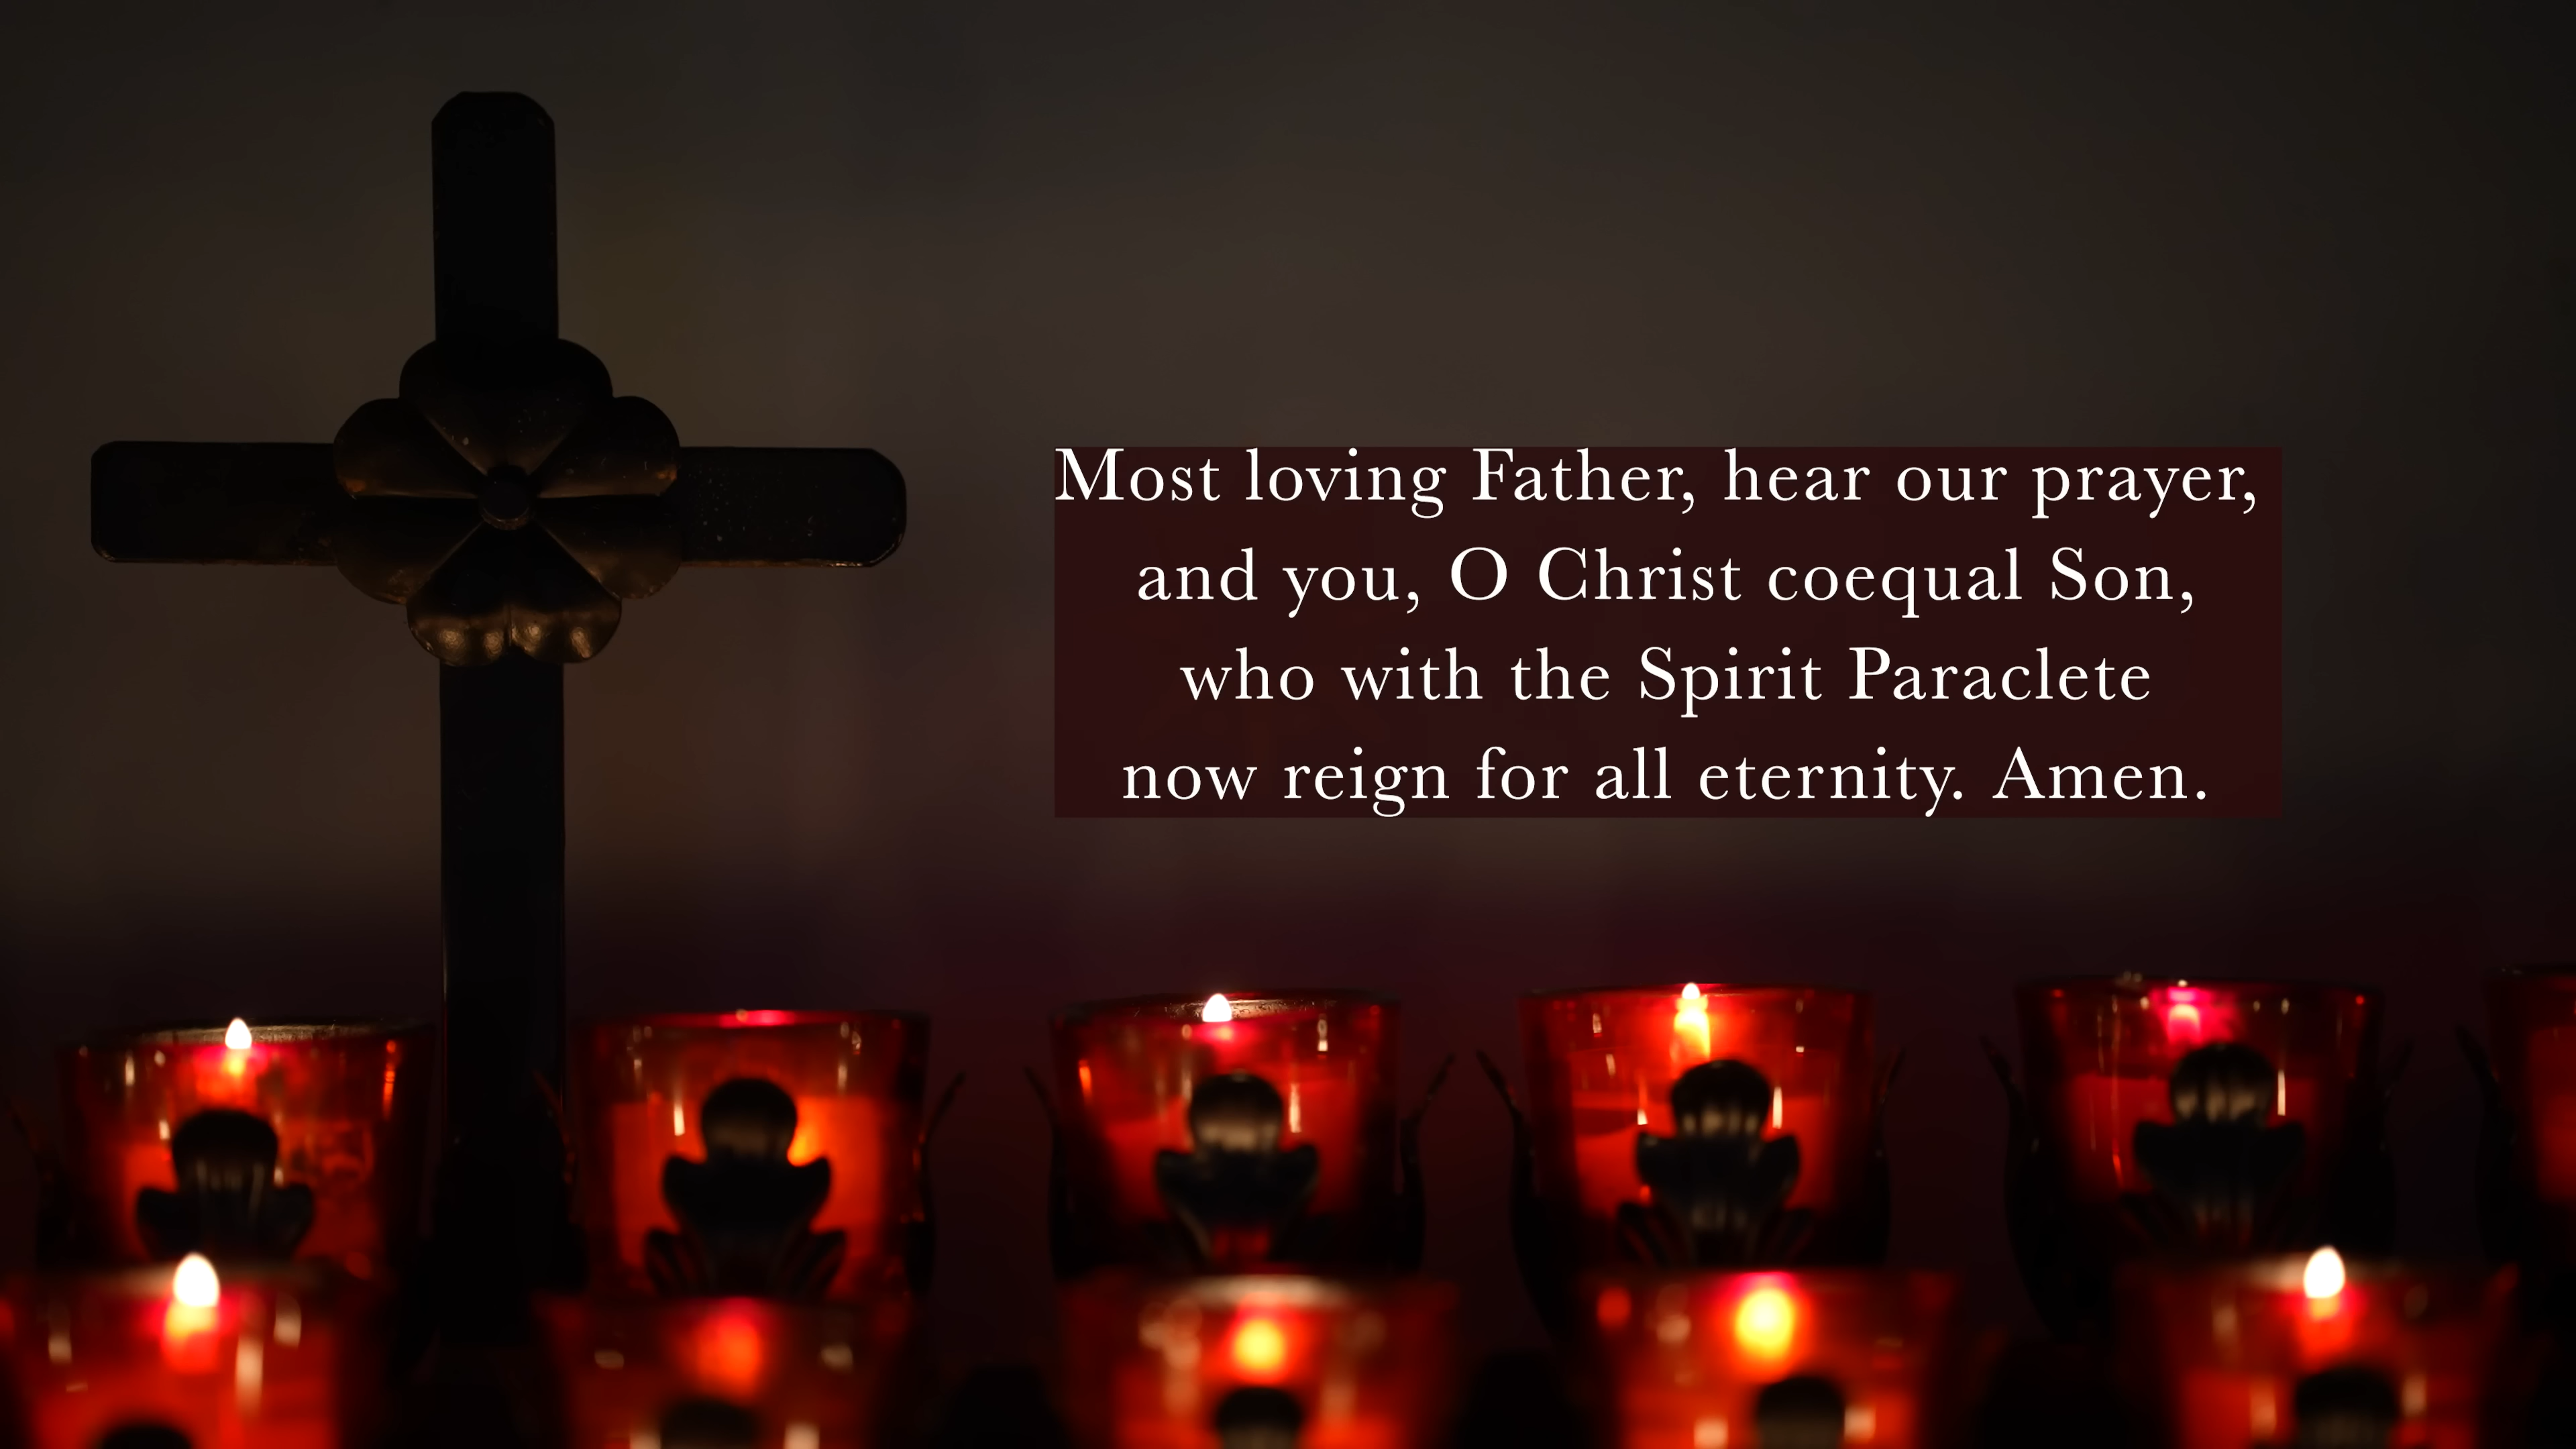 Most loving Father, hear our prayer,
and you, O Christ coequal Son,
who with the Spirit Paraclete
now reign for all eternity. Amen.